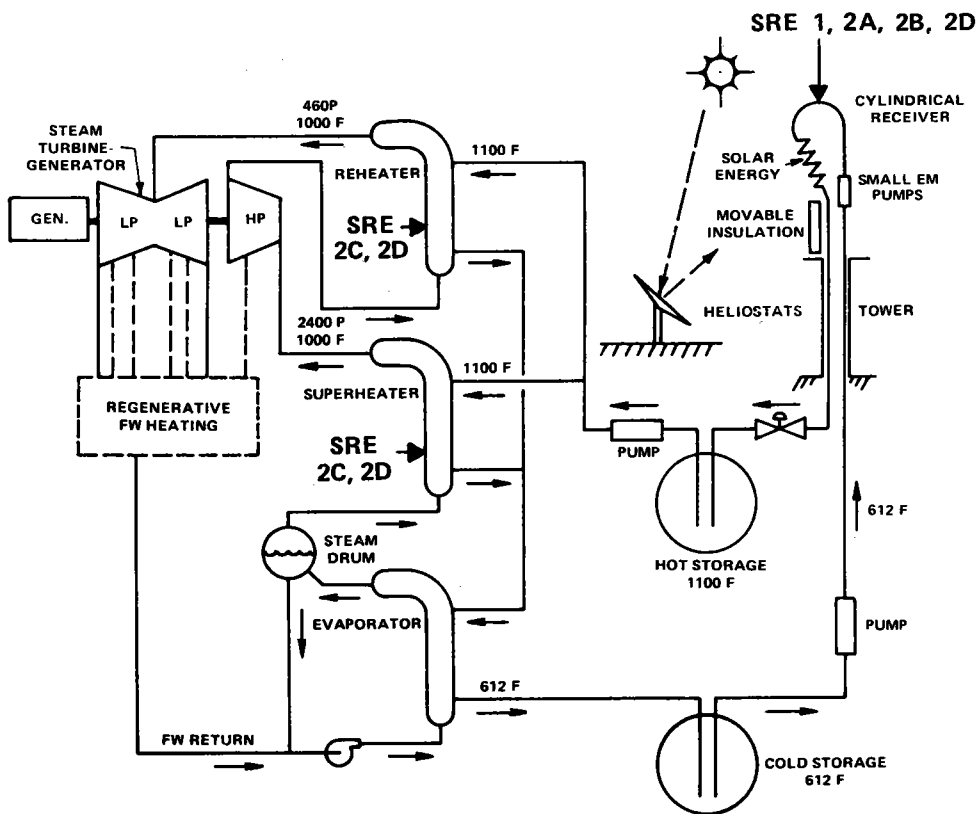 SRE 1, 2A, 2B, 2D
CYLINDRICAL
RECEIVER
SOLAR
ENERGY
SMALL EM
PUMPS
MOVABLE
INSULATION
HELIOSTATS
TOWER
460P
1000 F
STEAM
TURBINE-
GENERATOR
1100 F
REHEATER
GEN.
LP
LP
HP
SRE
2C, 2D
2400 P
1000 F
1100 F
SUPERHEATER
REGENERATIVE
FW HEATING
SRE
2C, 2D
PUMP
612 F
STEAM
DRUM
HOT STORAGE
1100 F
EVAPORATOR
PUMP
612 F
FW RETURN
COLD STORAGE
612 F